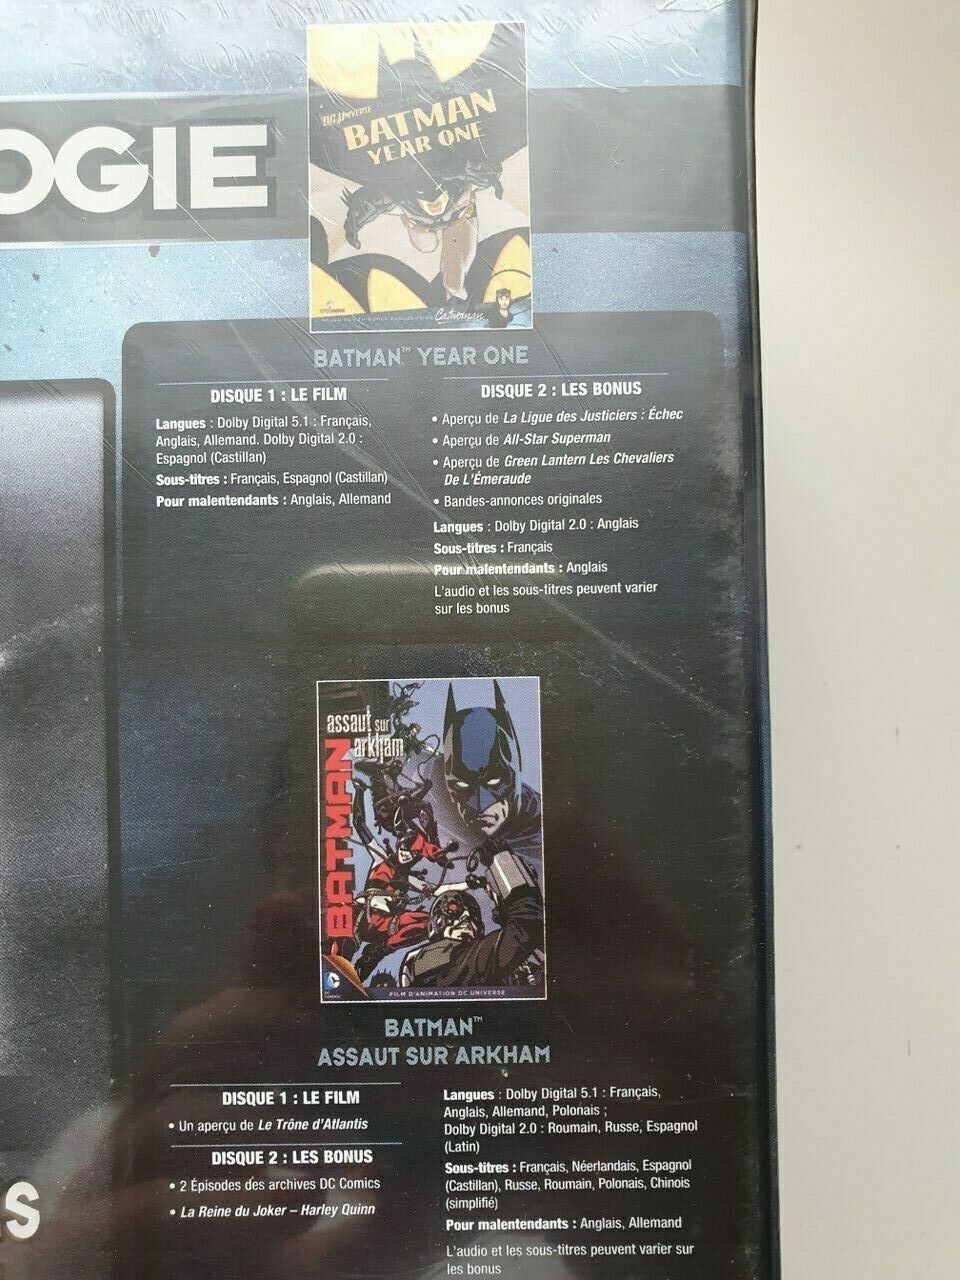 OGIE
DC UNIVERSE
BATMAN
YEAR ONE
Catwoman
BATMAN™ YEAR ONE
DISQUE 1 : LE FILM
Langues : Dolby Digital 5.1 : Français,
Anglais, Allemand. Dolby Digital 2.0 :
Espagnol (Castillan)
Sous-titres : Français, Espagnol (Castillan)
Pour malentendants : Anglais, Allemand
DISQUE 2 : LES BONUS
• Aperçu de La Ligue des Justiciers : Échec
• Aperçu de All-Star Superman
• Aperçu de Green Lantern Les Chevaliers
De L'Émeraude
• Bandes-annonces originales
Langues : Dolby Digital 2.0 : Anglais
Sous-titres : Français
Pour malentendants : Anglais
L'audio et les sous-titres peuvent varier
sur les bonus
assaut sur
arkham
BATMAN
FILM D'ANIMATION DC UNIVERSE
BATMAN™
ASSAUT SUR ARKHAM
DISQUE 1 : LE FILM
• Un aperçu de Le Trône d'Atlantis
DISQUE 2 : LES BONUS
• 2 Épisodes des archives DC Comics
• La Reine du Joker – Harley Quinn
Langues : Dolby Digital 5.1 : Français,
Anglais, Allemand, Polonais ;
Dolby Digital 2.0 : Roumain, Russe, Espagnol
(Latin)
Sous-titres : Français, Néerlandais, Espagnol
(Castillan), Russe, Roumain, Polonais, Chinois
(simplifié)
Pour malentendants : Anglais, Allemand
L'audio et les sous-titres peuvent varier sur
les bonus
S